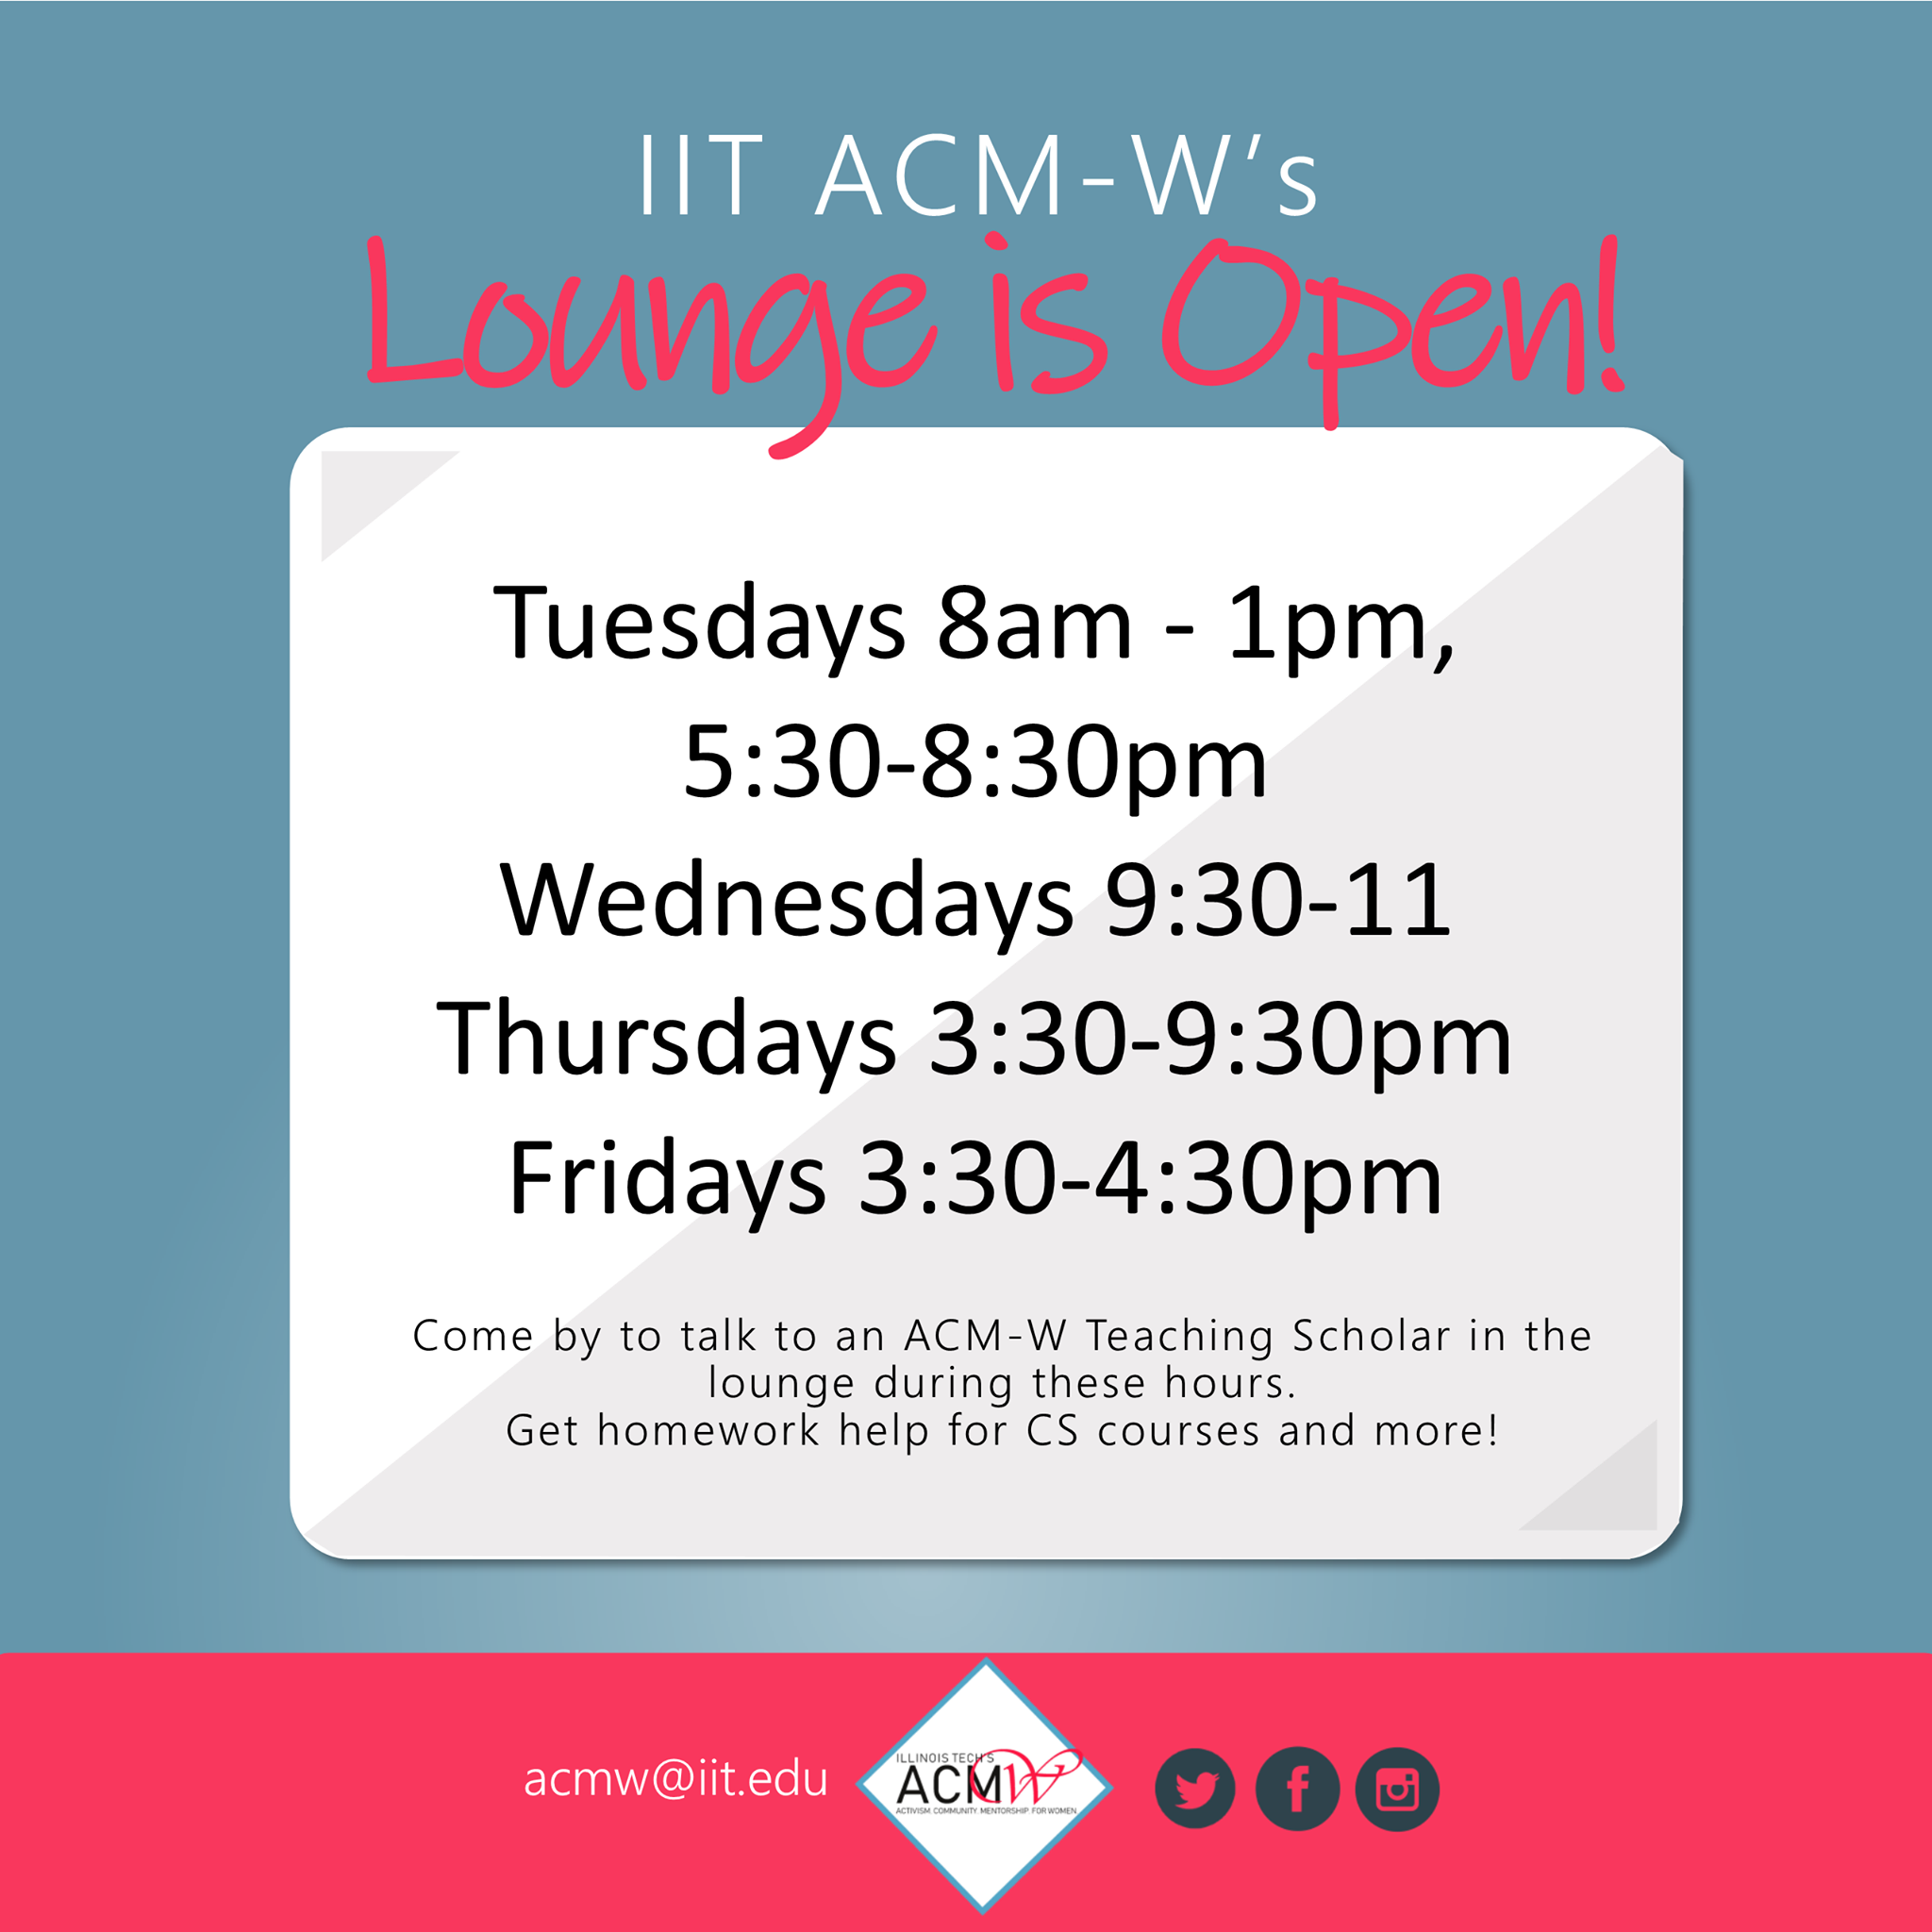 IIT ACM-W’s
Lounge is Open!
Tuesdays 8am - 1pm,
5:30-8:30pm
Wednesdays 9:30-11
Thursdays 3:30-9:30pm
Fridays 3:30-4:30pm
Come by to talk to an ACM-W Teaching Scholar in the
lounge during these hours.
Get homework help for CS courses and more!
acmw@iit.edu
ILLINOIS TECH'S
ACMW
ACTIVISM. COMMUNITY. MENTORSHIP FOR WOMEN.